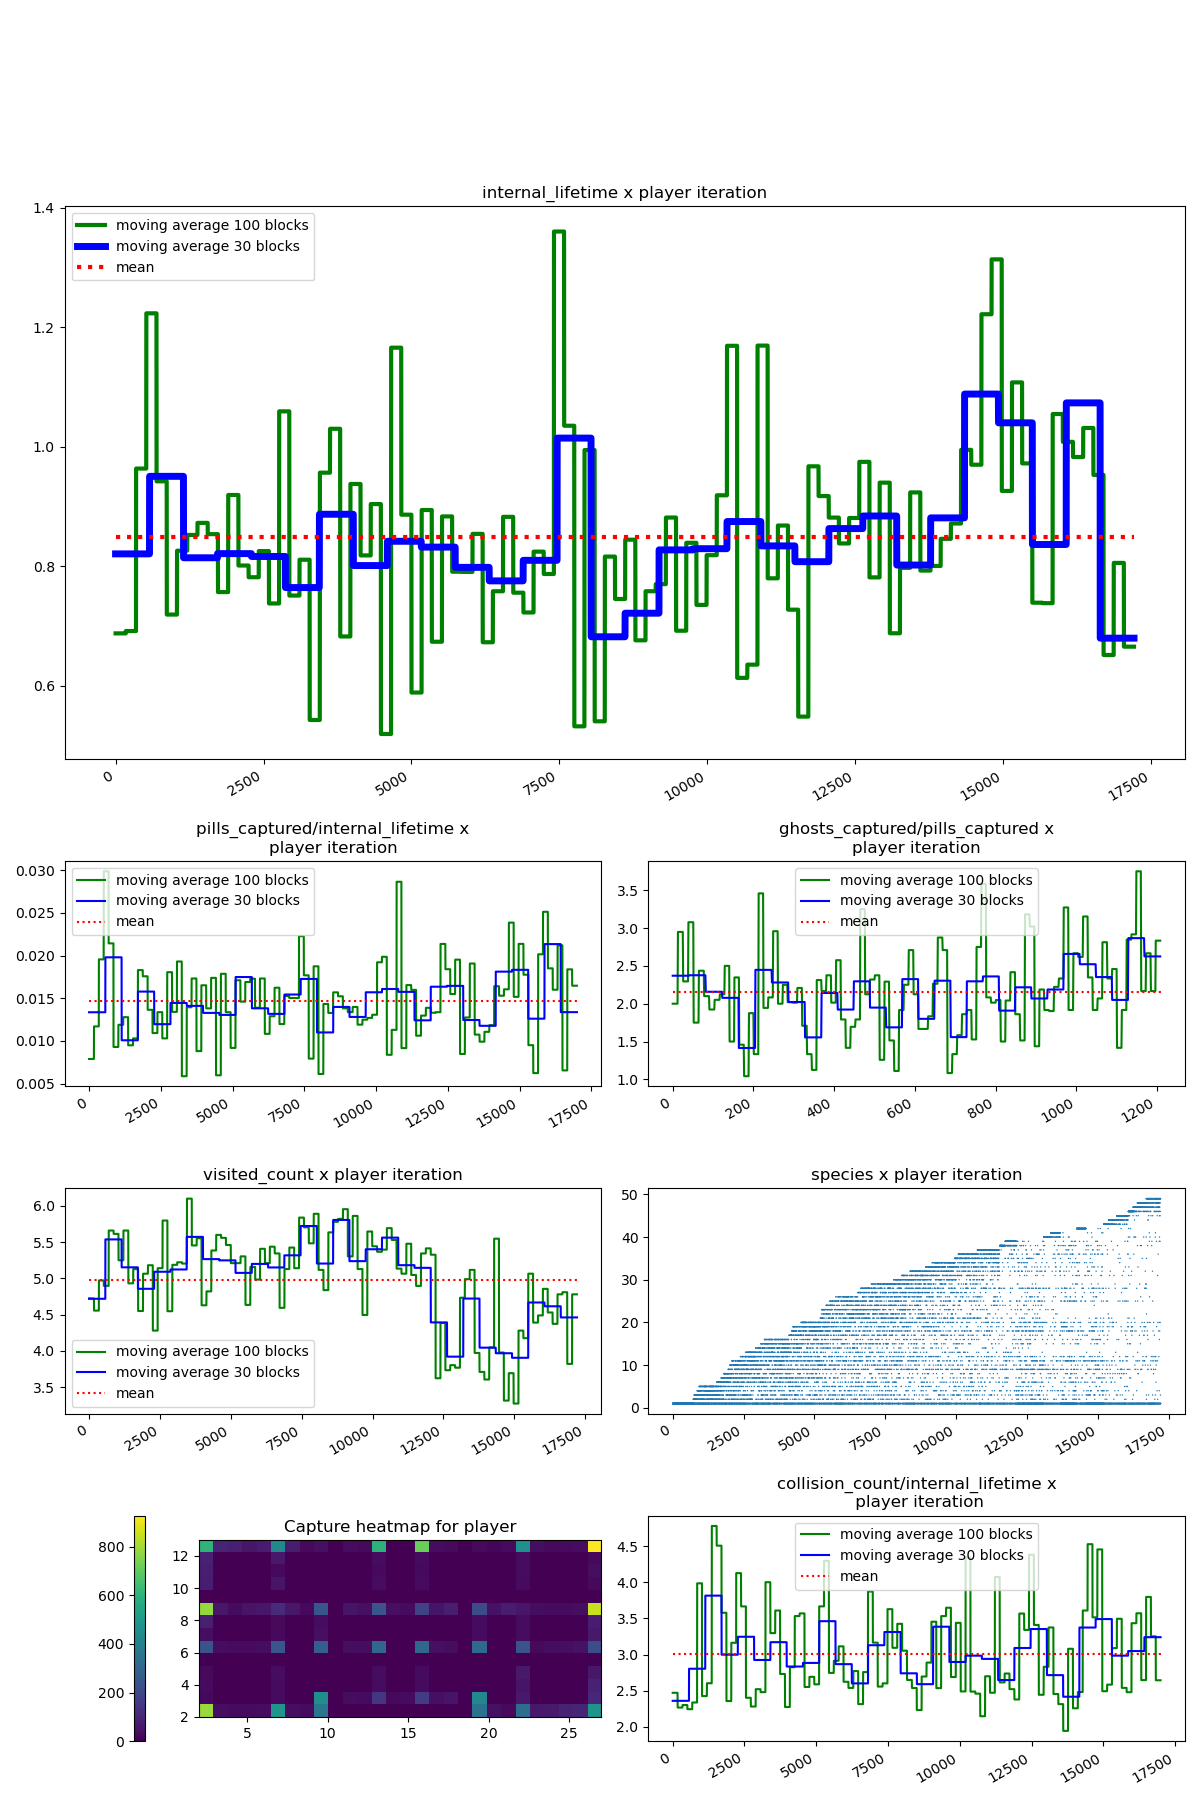 internal_lifetime x player iteration
1.4
1.2
1.0
0.8
0.6
moving average 100 blocks
moving average 30 blocks
mean
0 2500 5000 7500 10000 12500 15000 17500
pills_captured/internal_lifetime x
player iteration
0.030
0.025
0.020
0.015
0.010
0.005
moving average 100 blocks
moving average 30 blocks
mean
0 2500 5000 7500 10000 12500 15000 17500
ghosts_captured/pills_captured x
player iteration
3.5
3.0
2.5
2.0
1.5
1.0
moving average 100 blocks
moving average 30 blocks
mean
0 200 400 600 800 1000 1200
visited_count x player iteration
6.0
5.5
5.0
4.5
4.0
3.5
moving average 100 blocks
moving average 30 blocks
mean
0 2500 5000 7500 10000 12500 15000 17500
species x player iteration
50
40
30
20
10
0
0 2500 5000 7500 10000 12500 15000 17500
800
600
400
200
0
Capture heatmap for player
12
10
8
6
4
2
5 10 15 20 25
collision_count/internal_lifetime x
player iteration
4.5
4.0
3.5
3.0
2.5
2.0
moving average 100 blocks
moving average 30 blocks
mean
0 2500 5000 7500 10000 12500 15000 17500